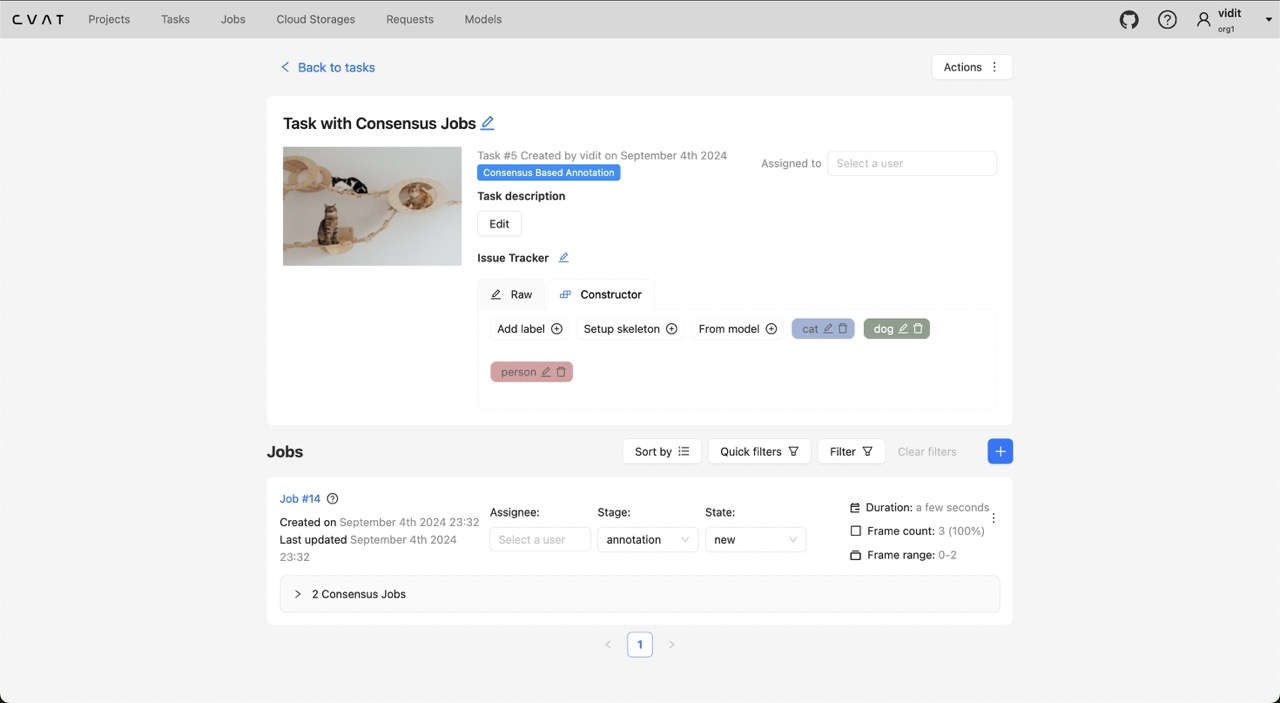 CVAT Projects Tasks Jobs Cloud Storages Requests Models vidit
org1
Back to tasks Actions
Task with Consensus Jobs
Task #5 Created by vidit on September 4th 2024
Assigned to Select a user
Consensus Based Annotation
Task description
Edit
Issue Tracker
Raw Constructor
Add label Setup skeleton From model cat dog
person
Jobs Sort by Quick filters Filter Clear filters
Job #14
Created on September 4th 2024 23:32
Last updated September 4th 2024
23:32
Assignee: Stage: State:
Select a user annotation new
Duration: a few seconds
Frame count: 3 (100%)
Frame range: 0-2
2 Consensus Jobs
1